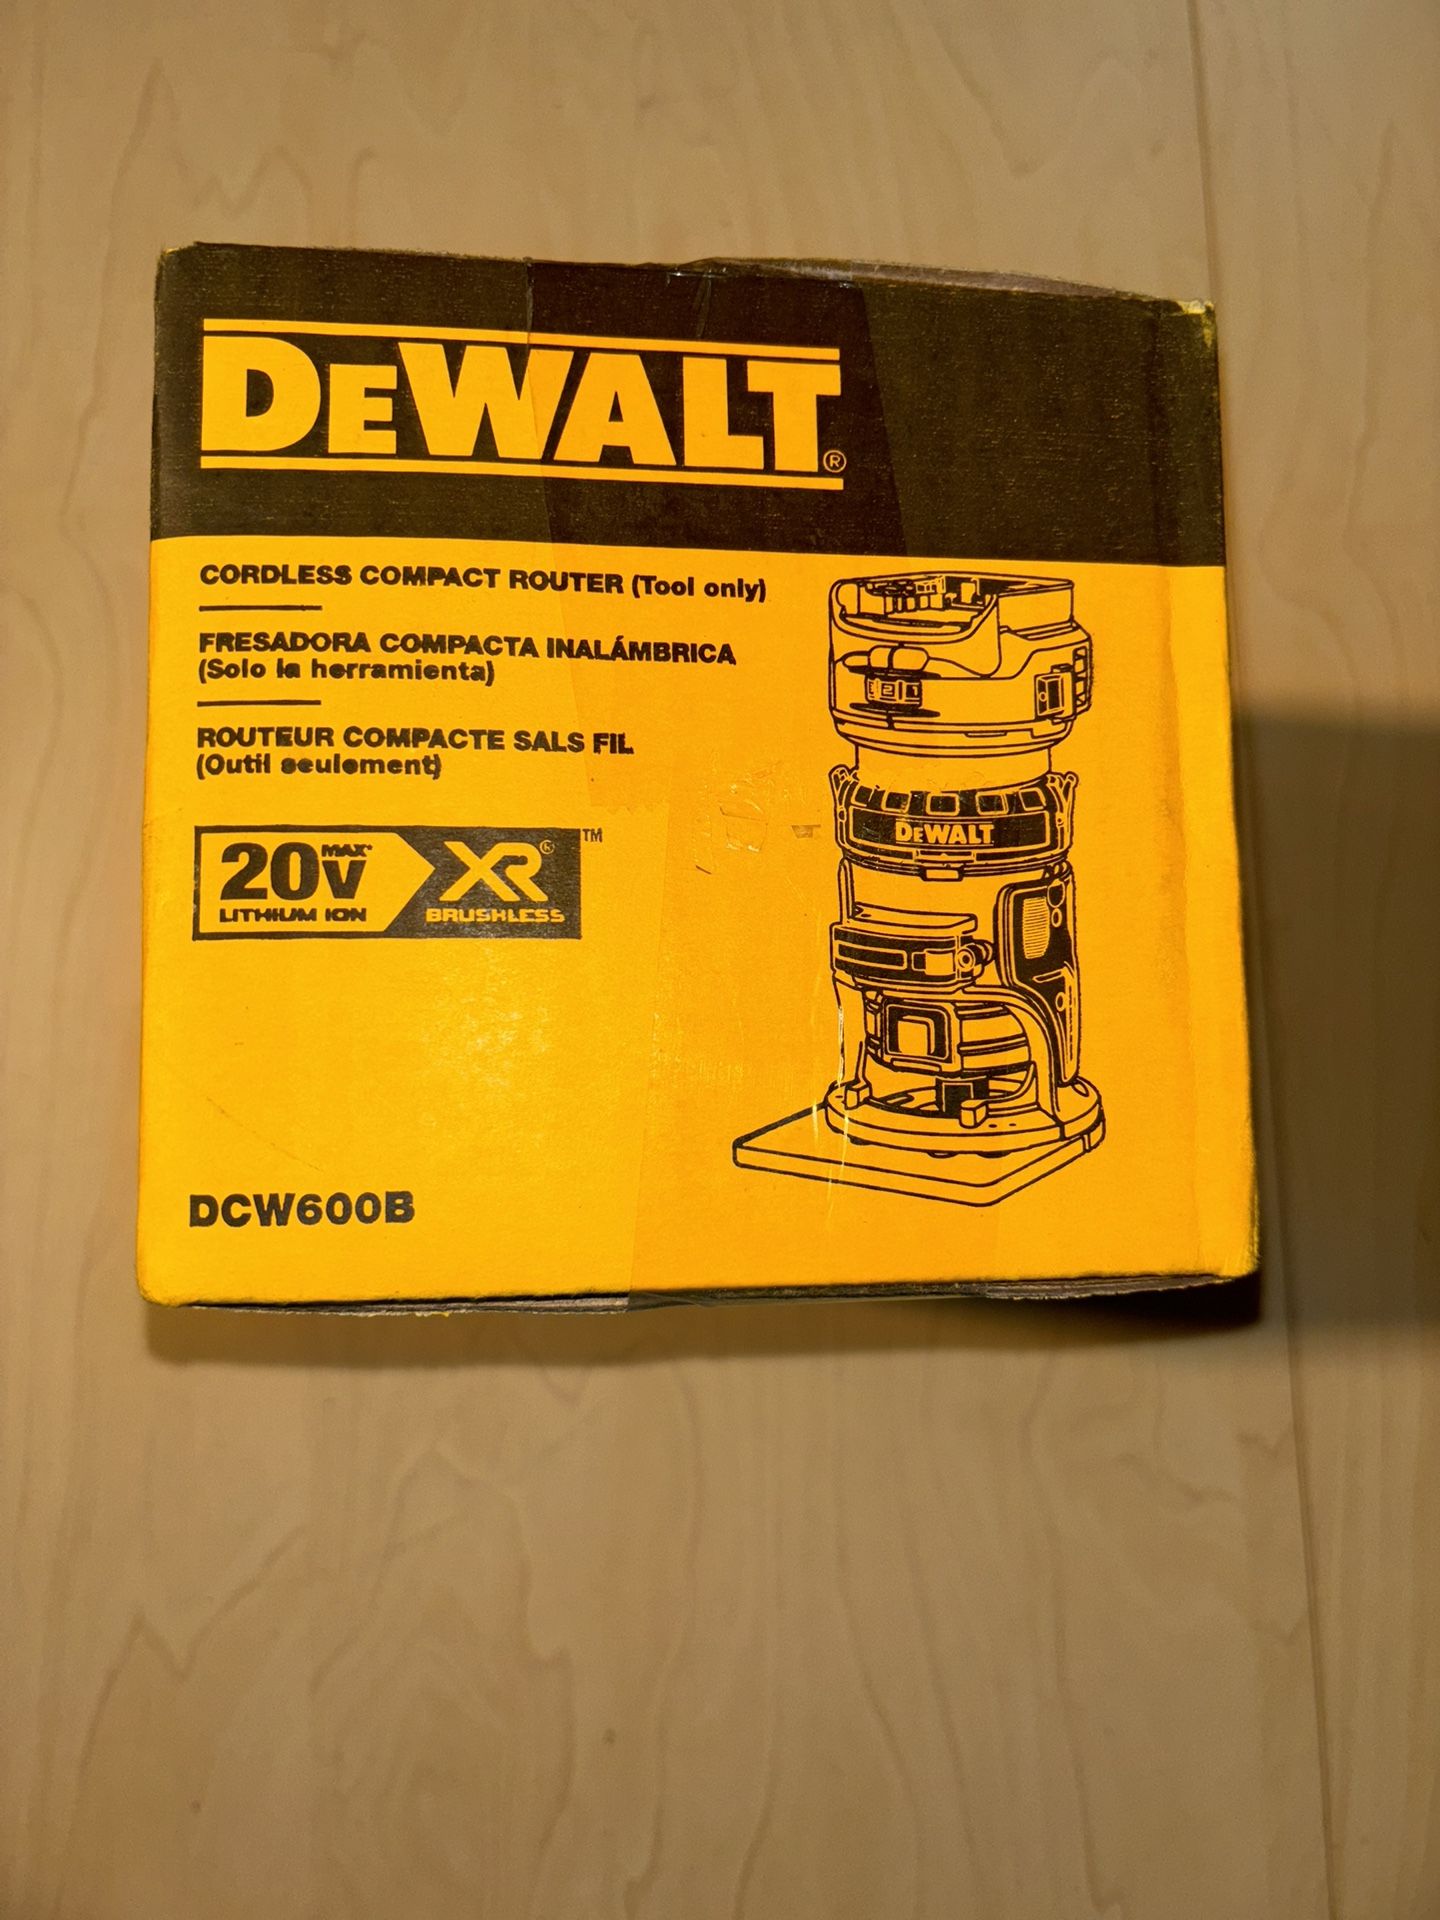 DEWALT®
CORDLESS COMPACT ROUTER (Tool only)
FRESADORA COMPACTA INALÁMBRICA
(Solo la herramienta)
ROUTEUR COMPACTE SALS FIL
(Outil seulement)
20V MAX* XR® ™
LITHIUM ION BRUSHLESS
DEWALT
DCW600B